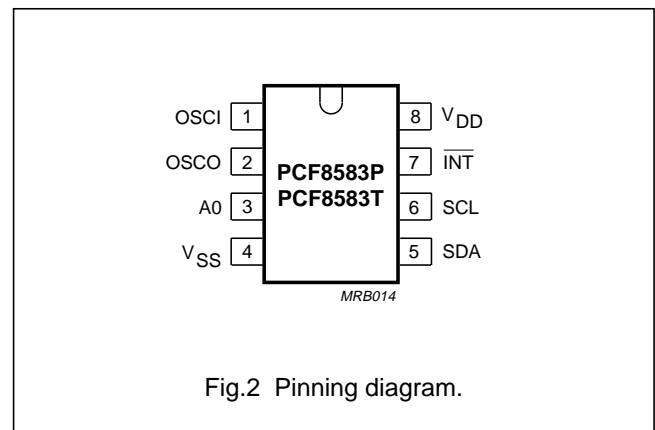 OSCI 1 8 VDD
OSCO 2 PCF8583P 7 INT
A0 3 PCF8583T 6 SCL
VSS 4 5 SDA
MRB014
Fig.2 Pinning diagram.